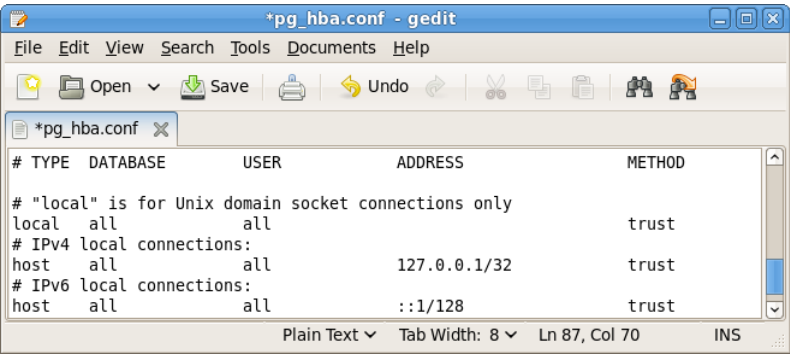 *pg_hba.conf - gedit
File Edit View Search Tools Documents Help
Open Save Undo
*pg_hba.conf
# TYPE  DATABASE        USER            ADDRESS                 METHOD
# "local" is for Unix domain socket connections only
local   all             all                                     trust
# IPv4 local connections:
host    all             all             127.0.0.1/32            trust
# IPv6 local connections:
host    all             all             ::1/128                 trust
Plain Text Tab Width: 8 Ln 87, Col 70 INS